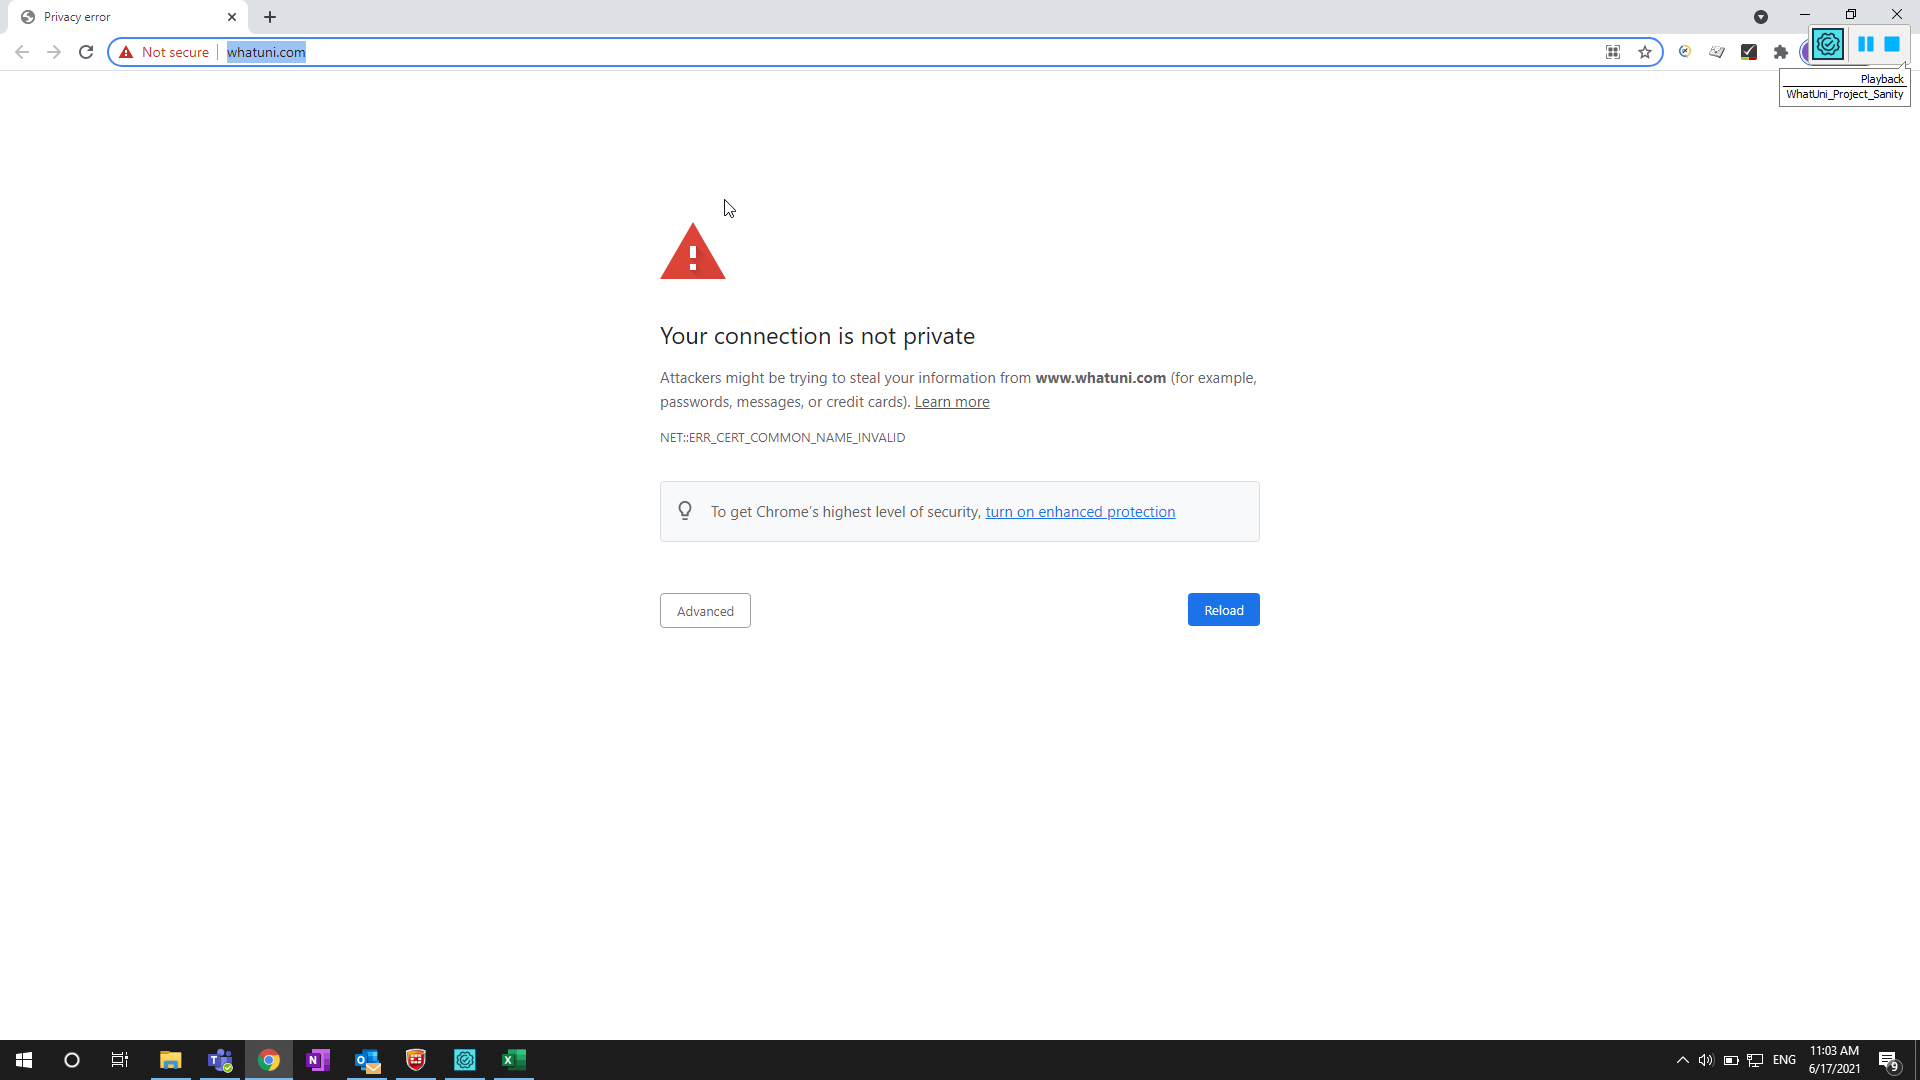 Privacy error
Not secure
whatuni.com
Playback
WhatUni_Project_Sanity
Your connection is not private
Attackers might be trying to steal your information from www.whatuni.com (for example,
passwords, messages, or credit cards). Learn more
NET::ERR_CERT_COMMON_NAME_INVALID
To get Chrome's highest level of security, turn on enhanced protection
Advanced
Reload
ENG
11:03 AM
6/17/2021
9